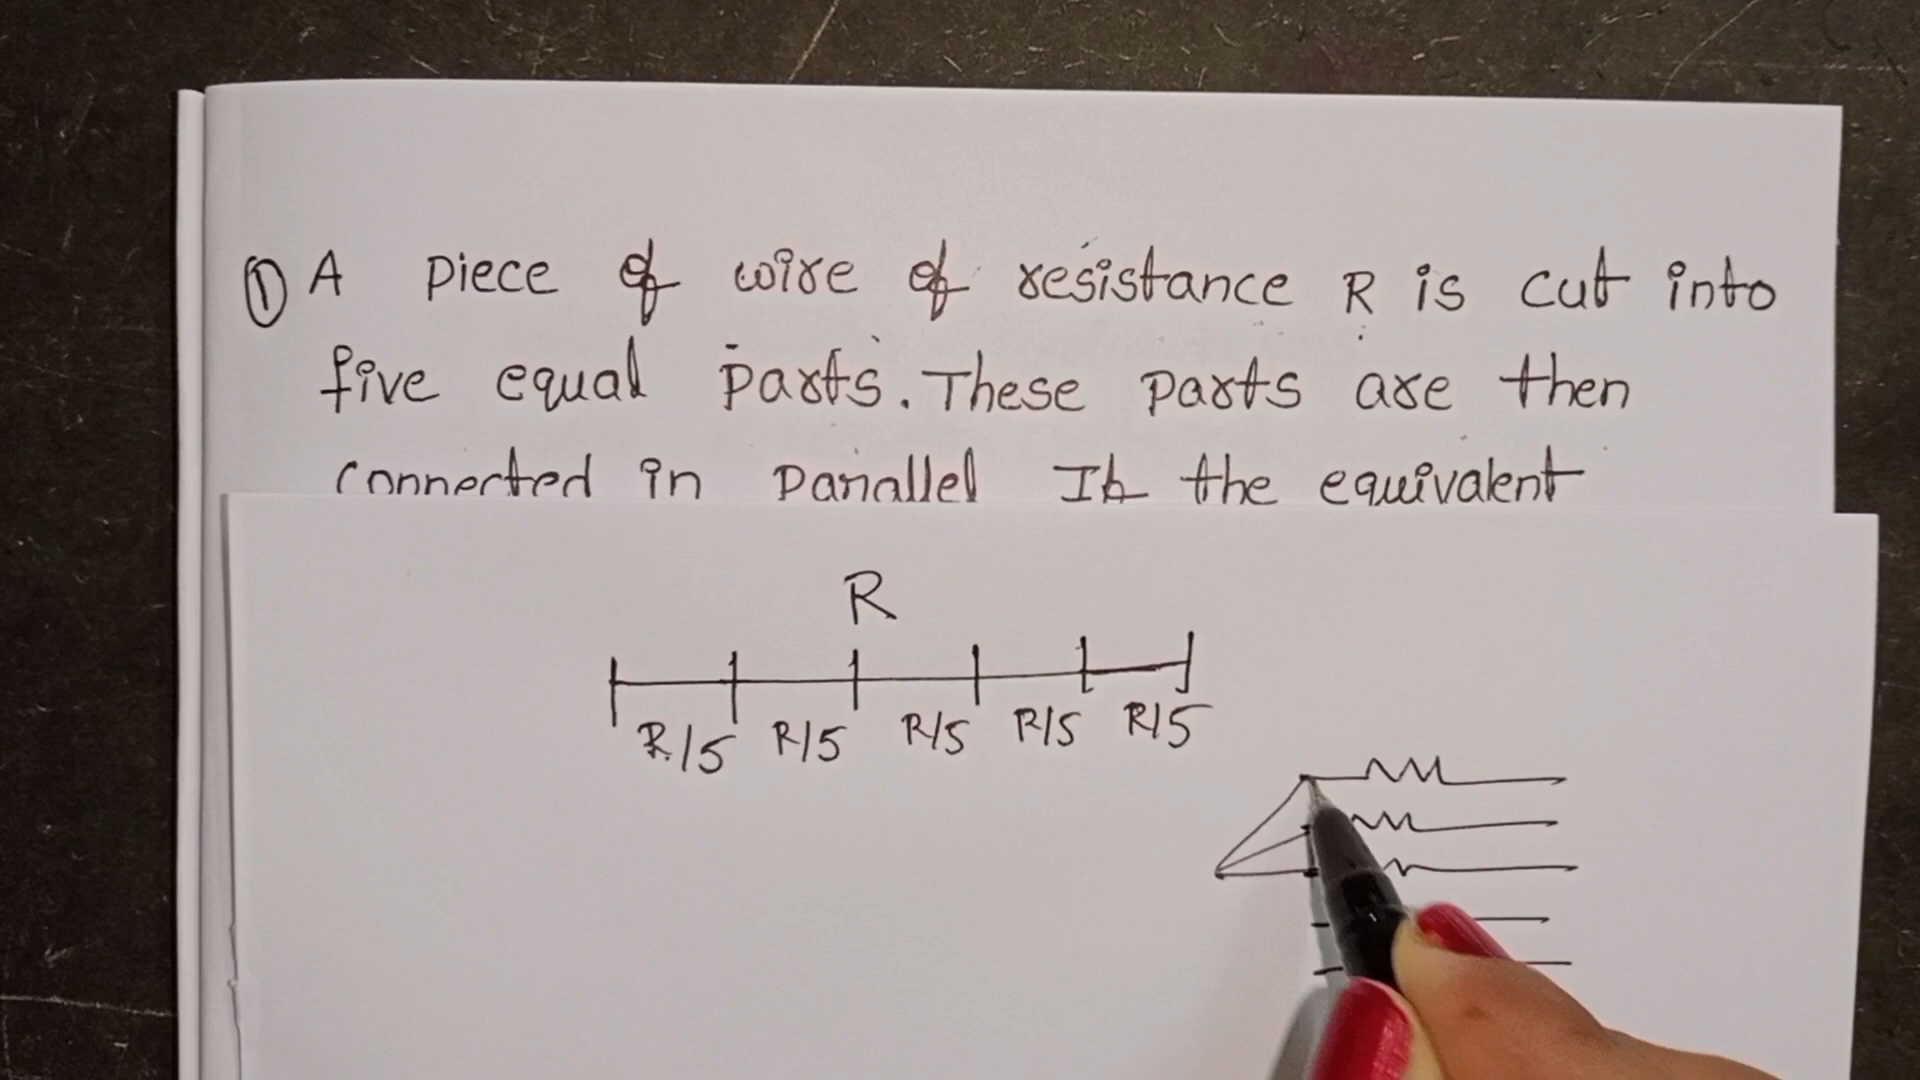 ① A piece of wire of resistance R is cut into
five equal parts. These parts are then
connected in parallel If the equivalent
R
R/5 R/5 R/5 R/5 R/5